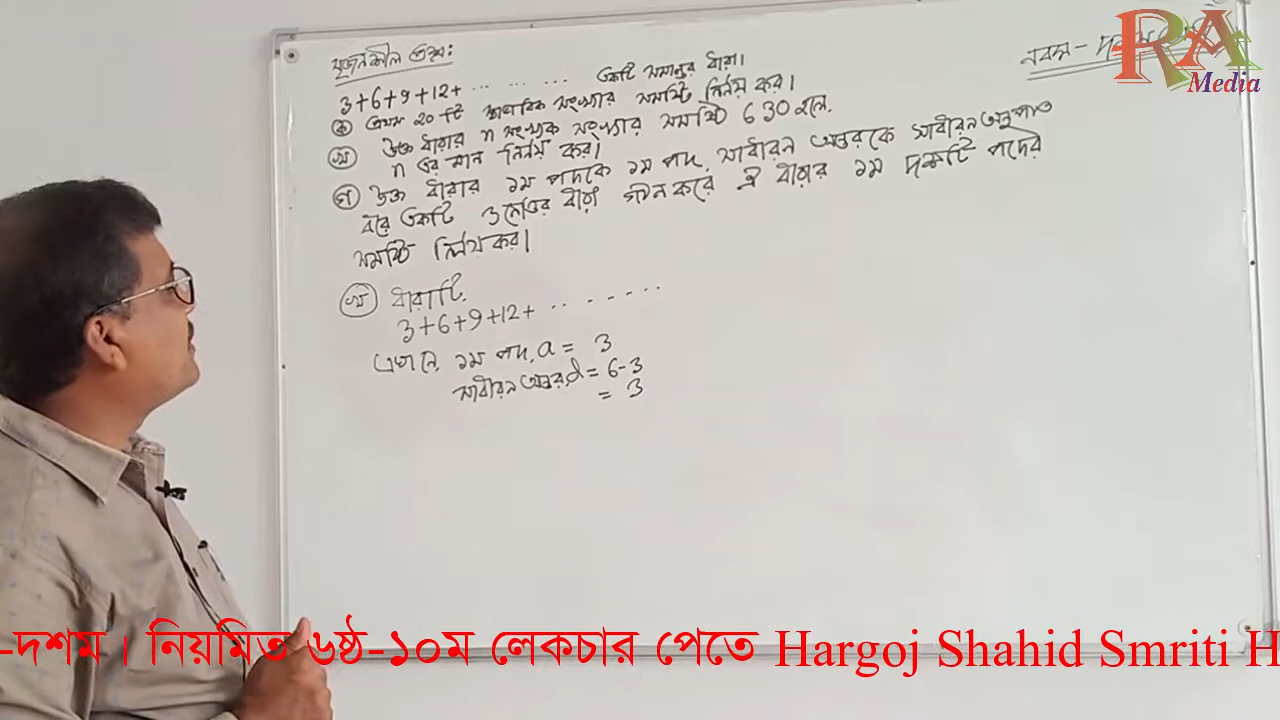 সৃজনশীল প্রশ্ন:
নবম - দশম
3+6+9+12+ ... ... ... একটি সমান্তর ধারা।
ক প্রথম 20 টি স্বাভাবিক সংখ্যার সমষ্টি নির্ণয় কর।
খ উক্ত ধারার n সংখ্যক সংখ্যার সমষ্টি 630 হলে,
n এর মান নির্ণয় কর।
গ উক্ত ধারার ১ম পদকে ১ম পদ, সাধারন অন্তরকে সাধারন অনুপাত
ধরে একটি গুনোত্তর ধারা গঠন করে ঐ ধারার ১ম দশটি পদের
সমষ্টি নির্ণয় কর।
খ ধারাটি,
3+6+9+12+ .. - - - - -
এখানে, ১ম পদ, a = 3
সাধারন অন্তর, d = 6-3
= 3
RA
Media
-দশম। নিয়মিত ৬ষ্ঠ-১০ম লেকচার পেতে Hargoj Shahid Smriti H